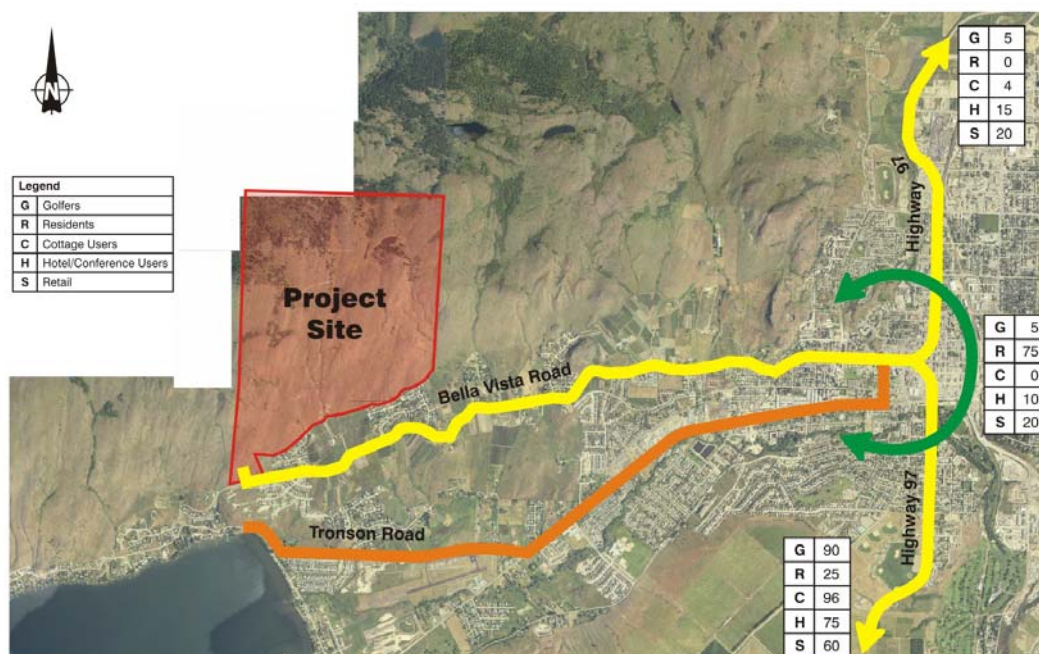 N
G 5
R 0
C 4
H 15
S 20
97
Highway
Legend
G Golfers
R Residents
C Cottage Users
H Hotel/Conference Users
S Retail
Project
Site
G 5
R 75
C 0
H 10
S 20
Bella Vista Road
Tronson Road
Highway 97
G 90
R 25
C 96
H 75
S 60